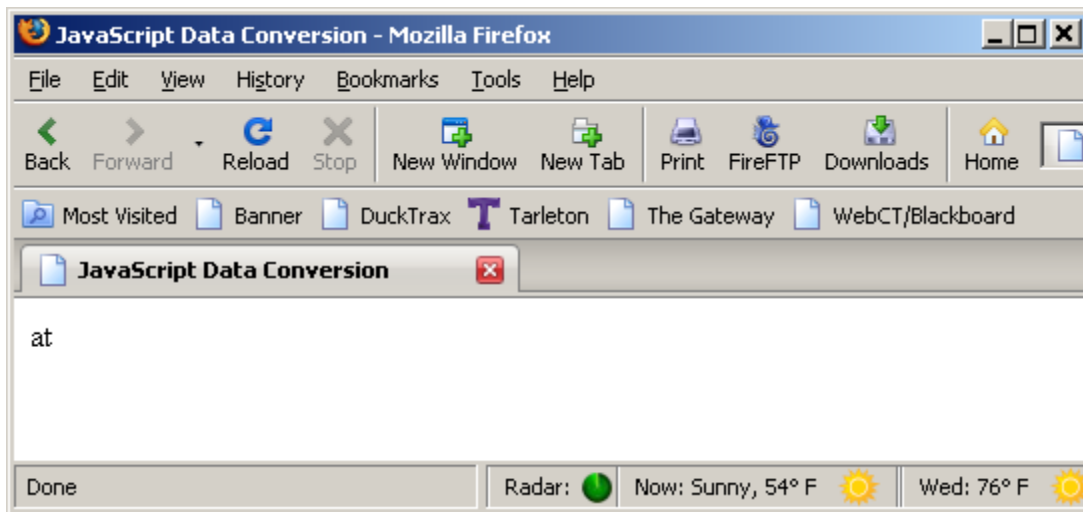 JavaScript Data Conversion - Mozilla Firefox
File Edit View History Bookmarks Tools Help
Back Forward Reload Stop New Window New Tab Print FireFTP Downloads Home
Most Visited Banner DuckTrax T Tarleton The Gateway WebCT/Blackboard
JavaScript Data Conversion
at
Done Radar: Now: Sunny, 54° F Wed: 76° F